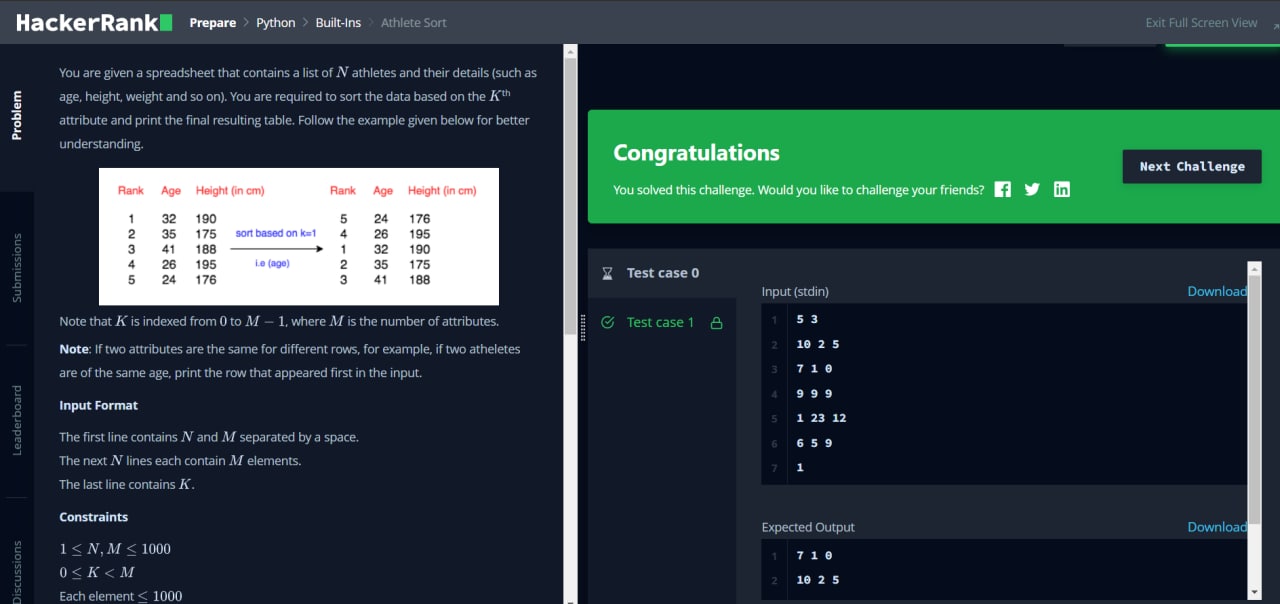 HackerRank
Prepare > Python > Built-Ins > Athlete Sort
Exit Full Screen View
Problem
Submissions
Leaderboard
Discussions
You are given a spreadsheet that contains a list of N athletes and their details (such as
age, height, weight and so on). You are required to sort the data based on the Kth
attribute and print the final resulting table. Follow the example given below for better
understanding.
Rank Age Height (in cm)
1 32 190
2 35 175
3 41 188
4 26 195
5 24 176
sort based on k=1
i.e (age)
Rank Age Height (in cm)
5 24 176
4 26 195
1 32 190
2 35 175
3 41 188
Note that K is indexed from 0 to M − 1, where M is the number of attributes.
Note: If two attributes are the same for different rows, for example, if two atheletes
are of the same age, print the row that appeared first in the input.
Input Format
The first line contains N and M separated by a space.
The next N lines each contain M elements.
The last line contains K.
Constraints
1 ≤ N, M ≤ 1000
0 ≤ K < M
Each element ≤ 1000
Congratulations
You solved this challenge. Would you like to challenge your friends?
Next Challenge
Test case 0
Test case 1
Input (stdin)
Download
1 5 3
2 10 2 5
3 7 1 0
4 9 9 9
5 1 23 12
6 6 5 9
7 1
Expected Output
Download
1 7 1 0
2 10 2 5